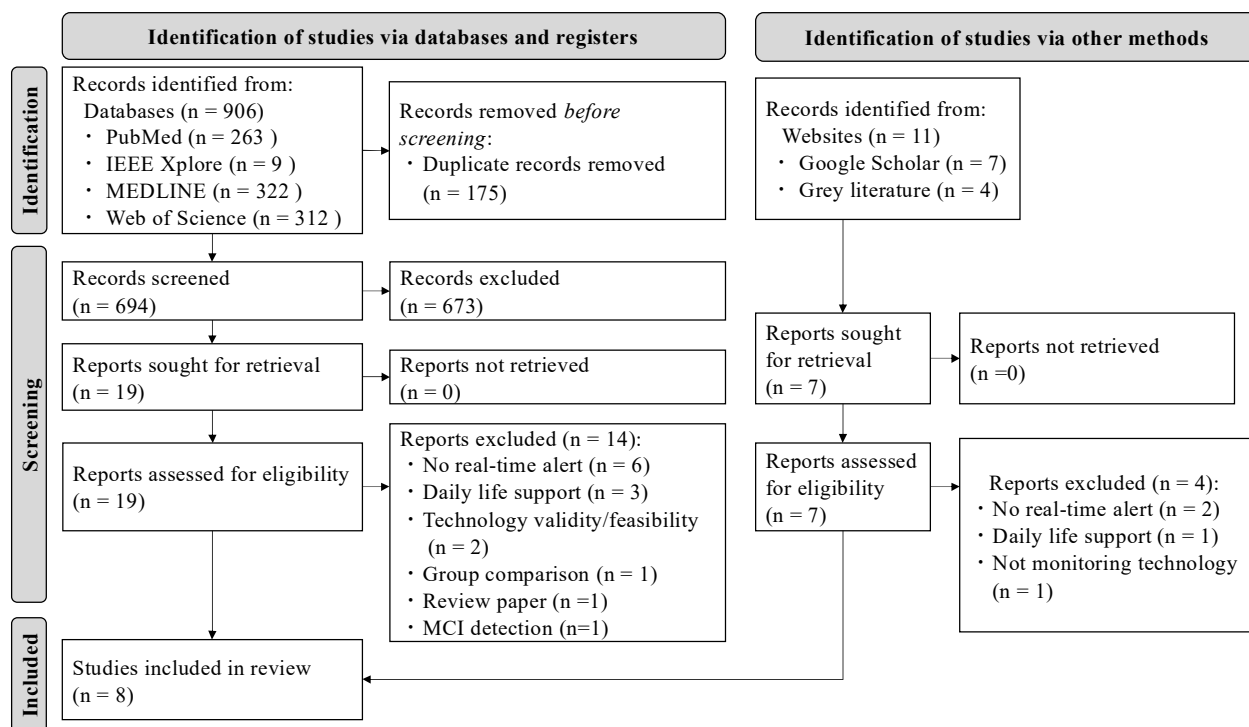 Identification of studies via databases and registers
Identification of studies via other methods
Identification
Records identified from:
Databases (n = 906)
・ PubMed (n = 263 )
・ IEEE Xplore (n = 9 )
・ MEDLINE (n = 322 )
・ Web of Science (n = 312 )
Records removed before
screening:
・ Duplicate records removed
(n = 175)
Records identified from:
Websites (n = 11)
・ Google Scholar (n = 7)
・ Grey literature (n = 4)
Screening
Records screened
(n = 694)
Records excluded
(n = 673)
Reports sought for retrieval
(n = 19)
Reports not retrieved
(n = 0)
Reports sought
for retrieval
(n = 7)
Reports not retrieved
(n =0)
Reports assessed for eligibility
(n = 19)
Reports excluded (n = 14):
・ No real-time alert (n = 6)
・ Daily life support (n = 3)
・ Technology validity/feasibility
(n = 2)
・ Group comparison (n = 1)
・ Review paper (n =1)
・ MCI detection (n=1)
Reports assessed
for eligibility
(n = 7)
Reports excluded (n = 4):
・ No real-time alert (n = 2)
・ Daily life support (n = 1)
・ Not monitoring technology
(n = 1)
Included
Studies included in review
(n = 8)